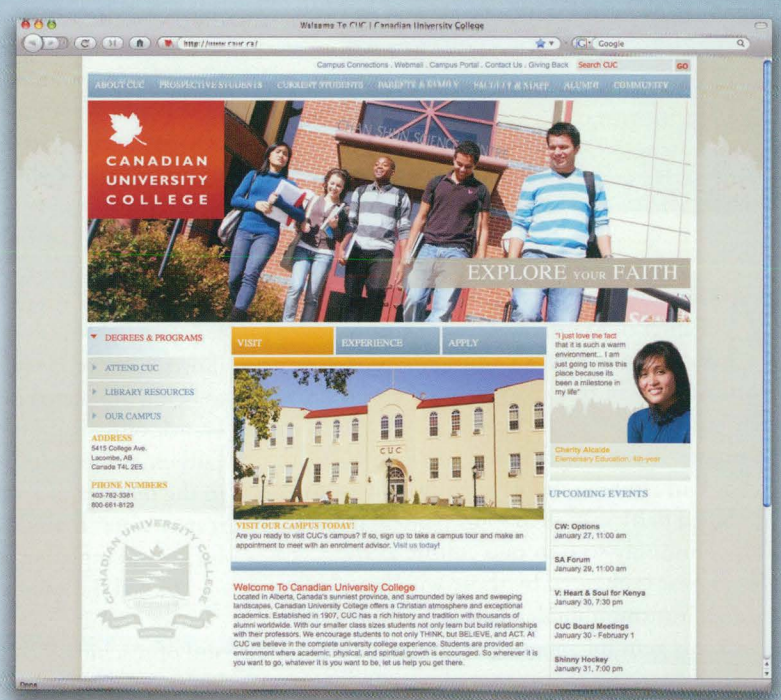 Welcome To CUC | Canadian University College
http://www.cauc.ca/
Google
Campus Connections . Webmail . Campus Portal . Contact Us . Giving Back
Search CUC
GO
ABOUT CUC
PROSPECTIVE STUDENTS
CURRENT STUDENTS
PARENTS & FAMILY
FACULTY & STAFF
ALUMNI
COMMUNITY
CANADIAN
UNIVERSITY
COLLEGE
EXPLORE YOUR FAITH
DEGREES & PROGRAMS
ATTEND CUC
LIBRARY RESOURCES
OUR CAMPUS
ADDRESS
5415 College Ave.
Lacombe, AB
Canada T4L 2E5
PHONE NUMBERS
403-782-3381
800-661-8129
CANADIAN UNIVERSITY COLLEGE
VISIT
EXPERIENCE
APPLY
CUC
VISIT OUR CAMPUS TODAY!
Are you ready to visit CUC's campus? If so, sign up to take a campus tour and make an
appointment to meet with an enrolment advisor. Visit us today!
Welcome To Canadian University College
Located in Alberta, Canada's sunniest province, and surrounded by lakes and sweeping
landscapes, Canadian University College offers a Christian atmosphere and exceptional
academics. Established in 1907, CUC has a rich history and tradition with thousands of
alumni worldwide. With our smaller class sizes students not only learn but build relationships
with their professors. We encourage students to not only THINK, but BELIEVE, and ACT. At
CUC we believe in the complete university college experience. Students are provided an
environment where academic, physical, and spiritual growth is encouraged. So wherever it is
you want to go, whatever it is you want to be, let us help you get there.
"I just love the fact
that it is such a warm
environment... I am
just going to miss this
place because its
been a milestone in
my life"
Charity Alcaide
Elementary Education, 4th-year
UPCOMING EVENTS
CW: Options
January 27, 11:00 am
SA Forum
January 29, 11:00 am
V: Heart & Soul for Kenya
January 30, 7:30 pm
CUC Board Meetings
January 30 - February 1
Shinny Hockey
January 31, 7:00 pm
Done